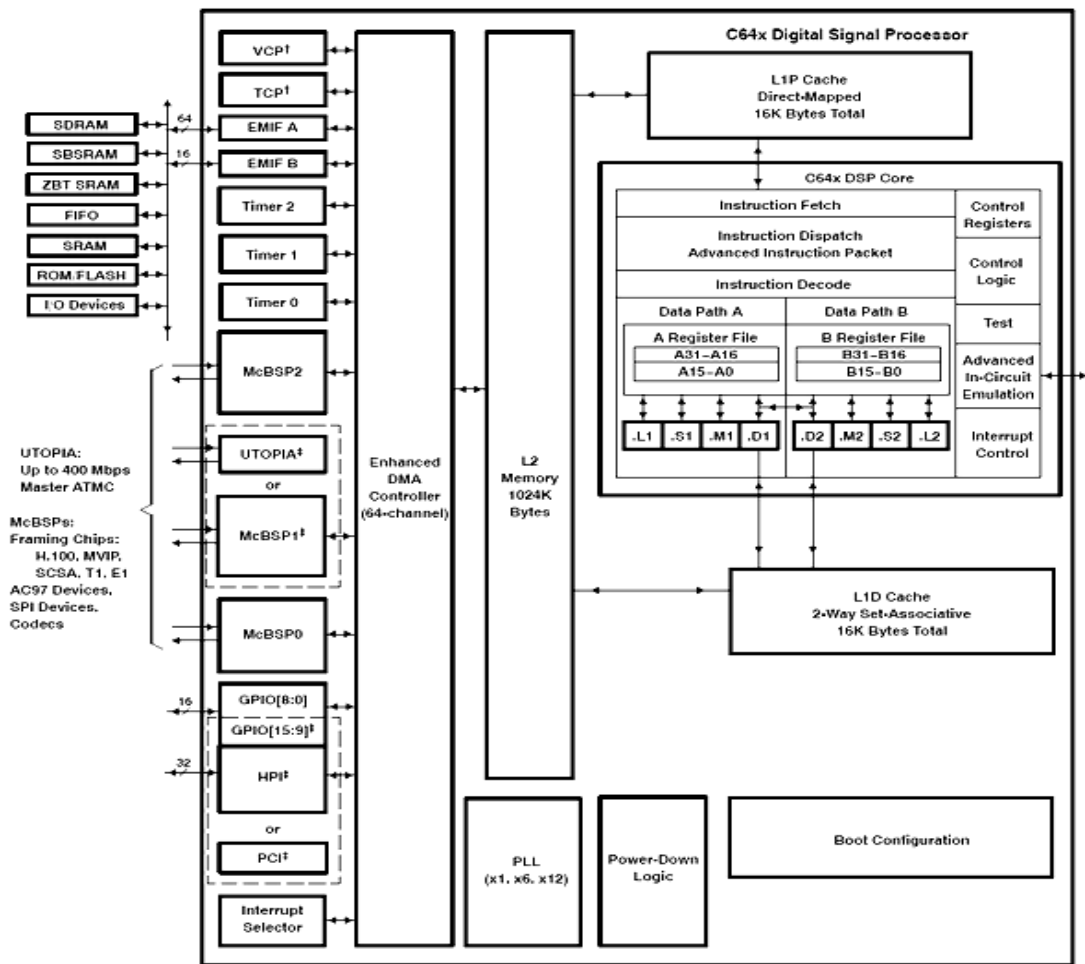 C64x Digital Signal Processor
VCP†
TCP†
EMIF A
EMIF B
Timer 2
Timer 1
Timer 0
McBSP2
UTOPIA‡
or
McBSP1‡
McBSP0
GPIO[8:0]
GPIO[15:9]‡
HPI‡
or
PCI‡
Interrupt
Selector
64
16
16
32
SDRAM
SBSRAM
ZBT SRAM
FIFO
SRAM
ROM/FLASH
I/O Devices
UTOPIA:
Up to 400 Mbps
Master ATMC
McBSPs:
Framing Chips:
H.100, MVIP,
SCSA, T1, E1
AC97 Devices,
SPI Devices,
Codecs
Enhanced
DMA
Controller
(64-channel)
L2
Memory
1024K
Bytes
L1P Cache
Direct-Mapped
16K Bytes Total
C64x DSP Core
Instruction Fetch
Instruction Dispatch
Advanced Instruction Packet
Instruction Decode
Data Path A
Data Path B
A Register File
A31–A16
A15–A0
B Register File
B31–B16
B15–B0
.L1
.S1
.M1
.D1
.D2
.M2
.S2
.L2
Control
Registers
Control
Logic
Test
Advanced
In-Circuit
Emulation
Interrupt
Control
L1D Cache
2-Way Set-Associative
16K Bytes Total
PLL
(x1, x6, x12)
Power-Down
Logic
Boot Configuration